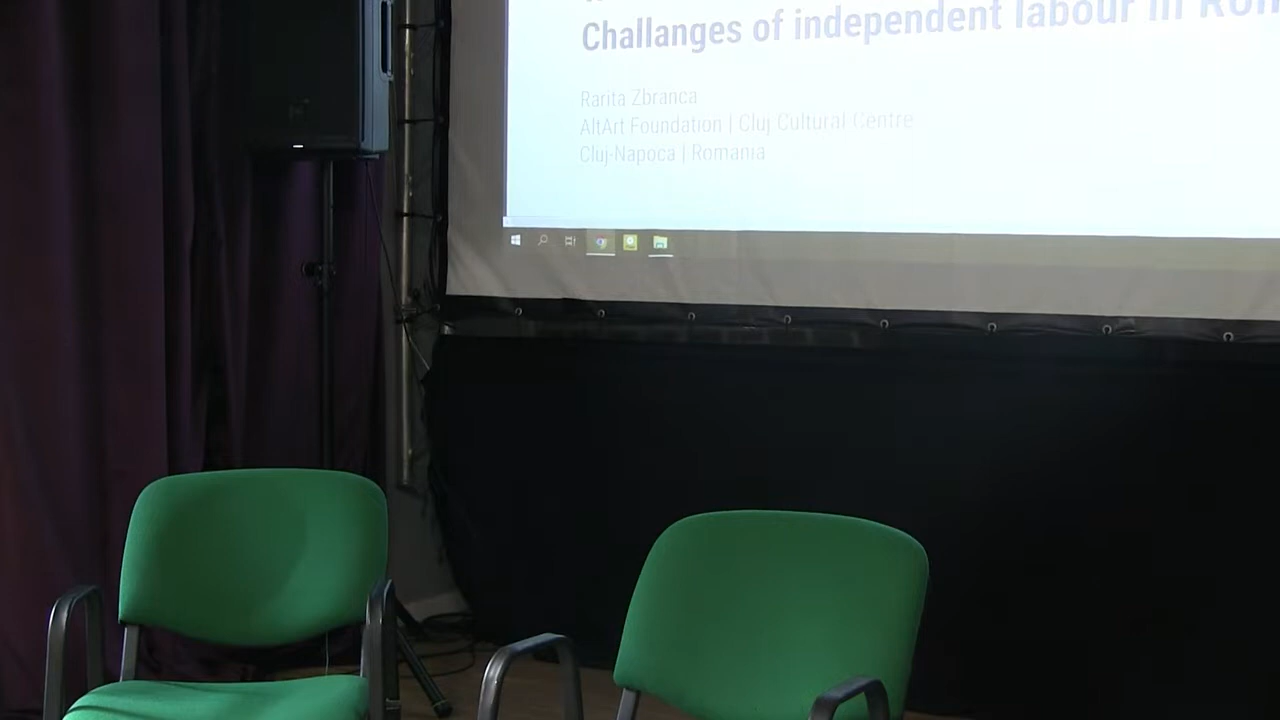 Challanges of independent labour in
Rarita Zbranca
AltArt Foundation | Cluj Cultural Centre
Cluj-Napoca | Romania